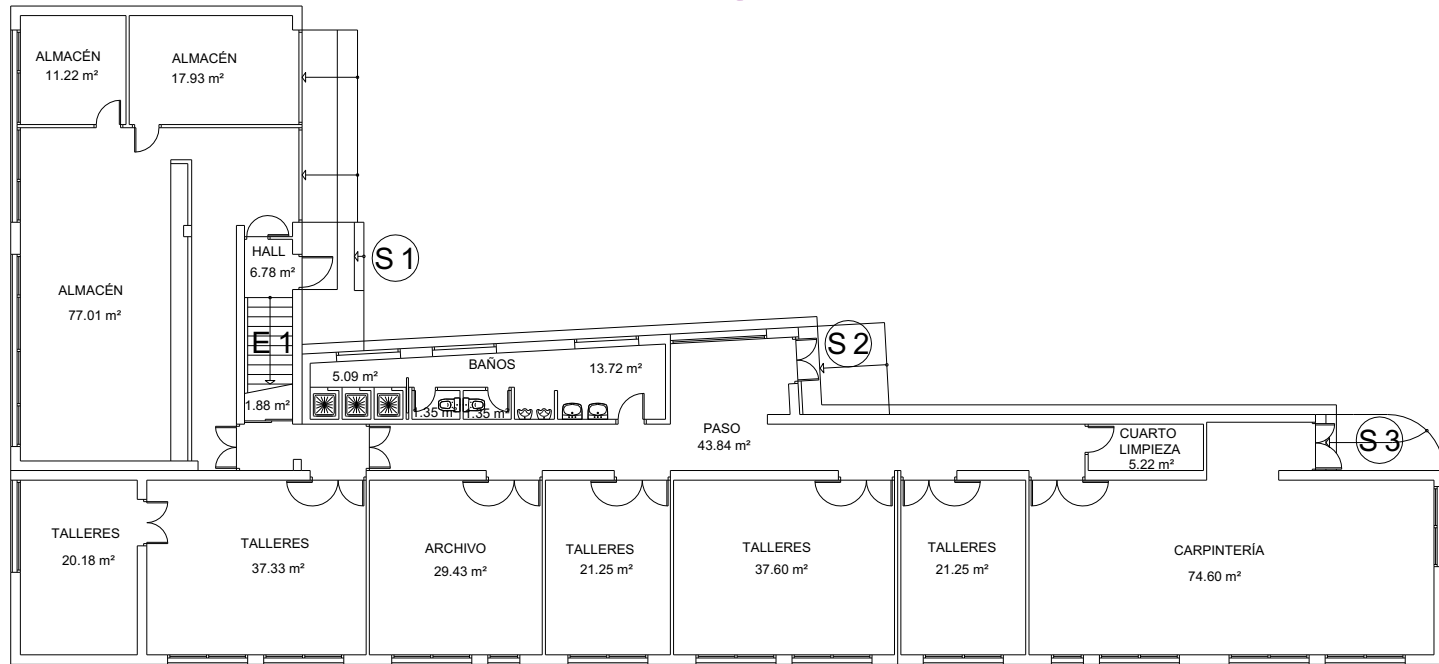 ALMACÉN
11.22 m²
ALMACÉN
17.93 m²
HALL
6.78 m²
S 1
ALMACÉN
77.01 m²
E 1
S 2
BAÑOS
5.09 m²
13.72 m²
1.88 m²
1.35 m²
1.35 m²
PASO
43.84 m²
CUARTO
LIMPIEZA
5.22 m²
S 3
TALLERES
20.18 m²
TALLERES
37.33 m²
ARCHIVO
29.43 m²
TALLERES
21.25 m²
TALLERES
37.60 m²
TALLERES
21.25 m²
CARPINTERÍA
74.60 m²